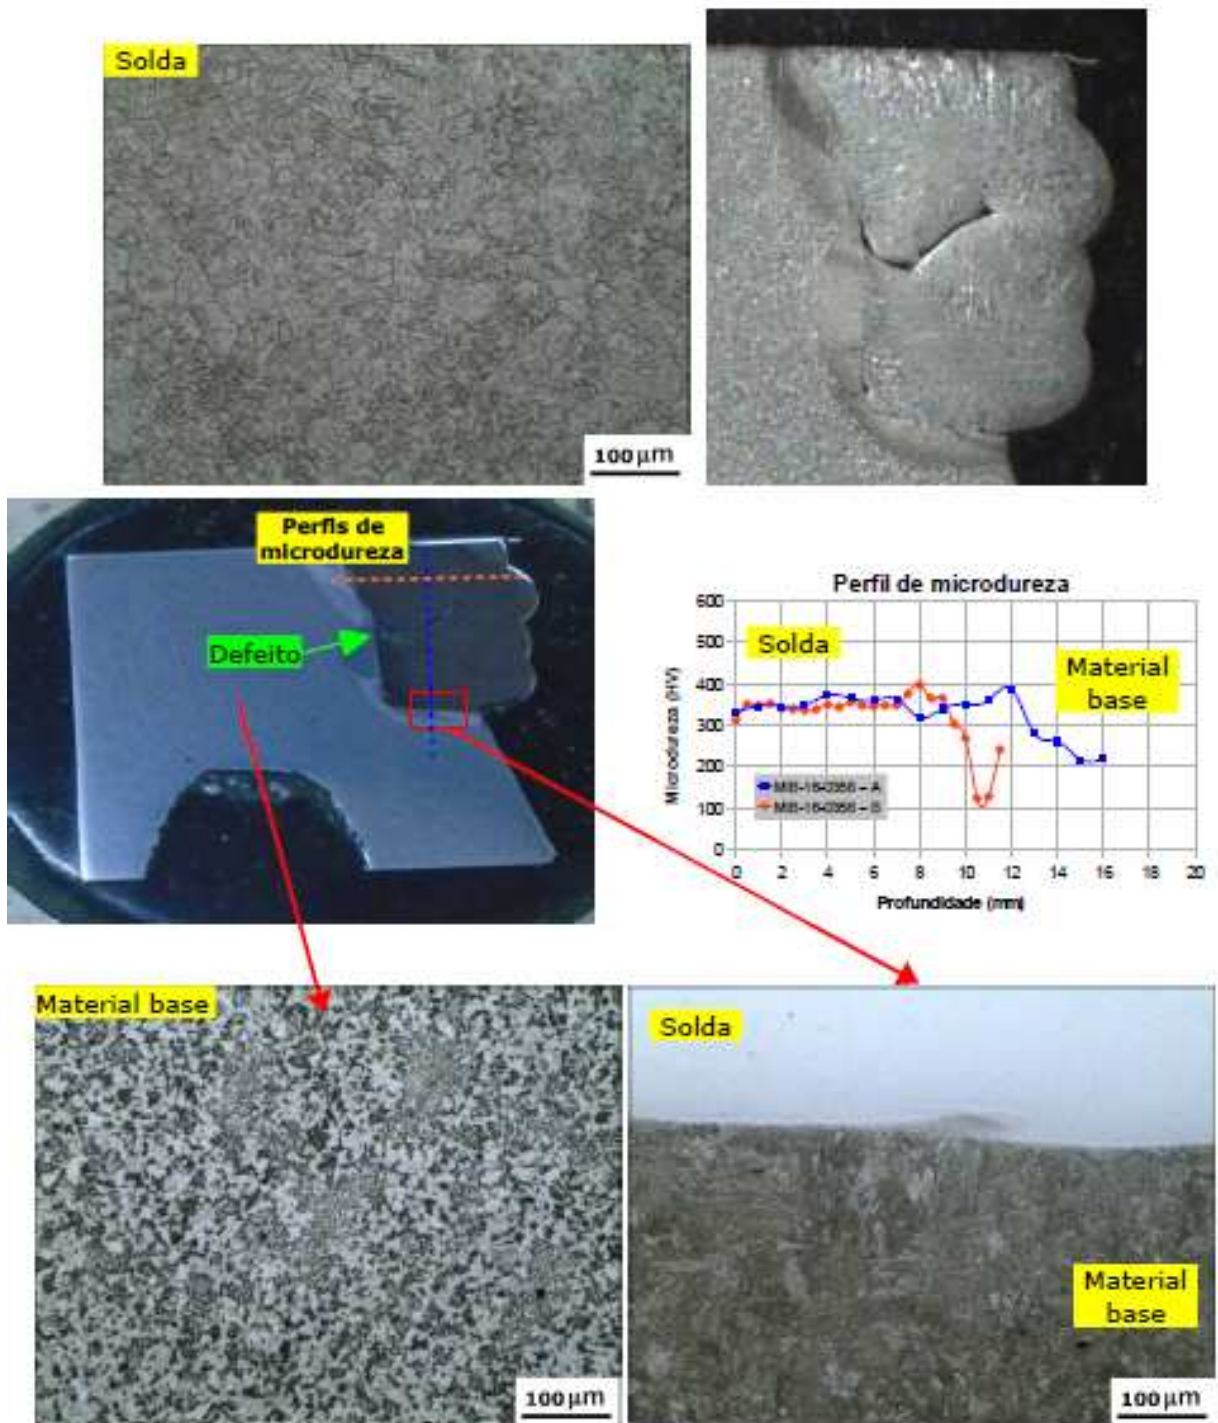 Solda
100 µm
Perfis de
microdureza
Defeito
Perfil de microdureza
600
500
400
300
200
100
0
Microdureza (HV)
Solda
Material
base
0 2 4 6 8 10 12 14 16 18 20
Profundidade (mm)
Material base
100 µm
Solda
Material
base
100 µm